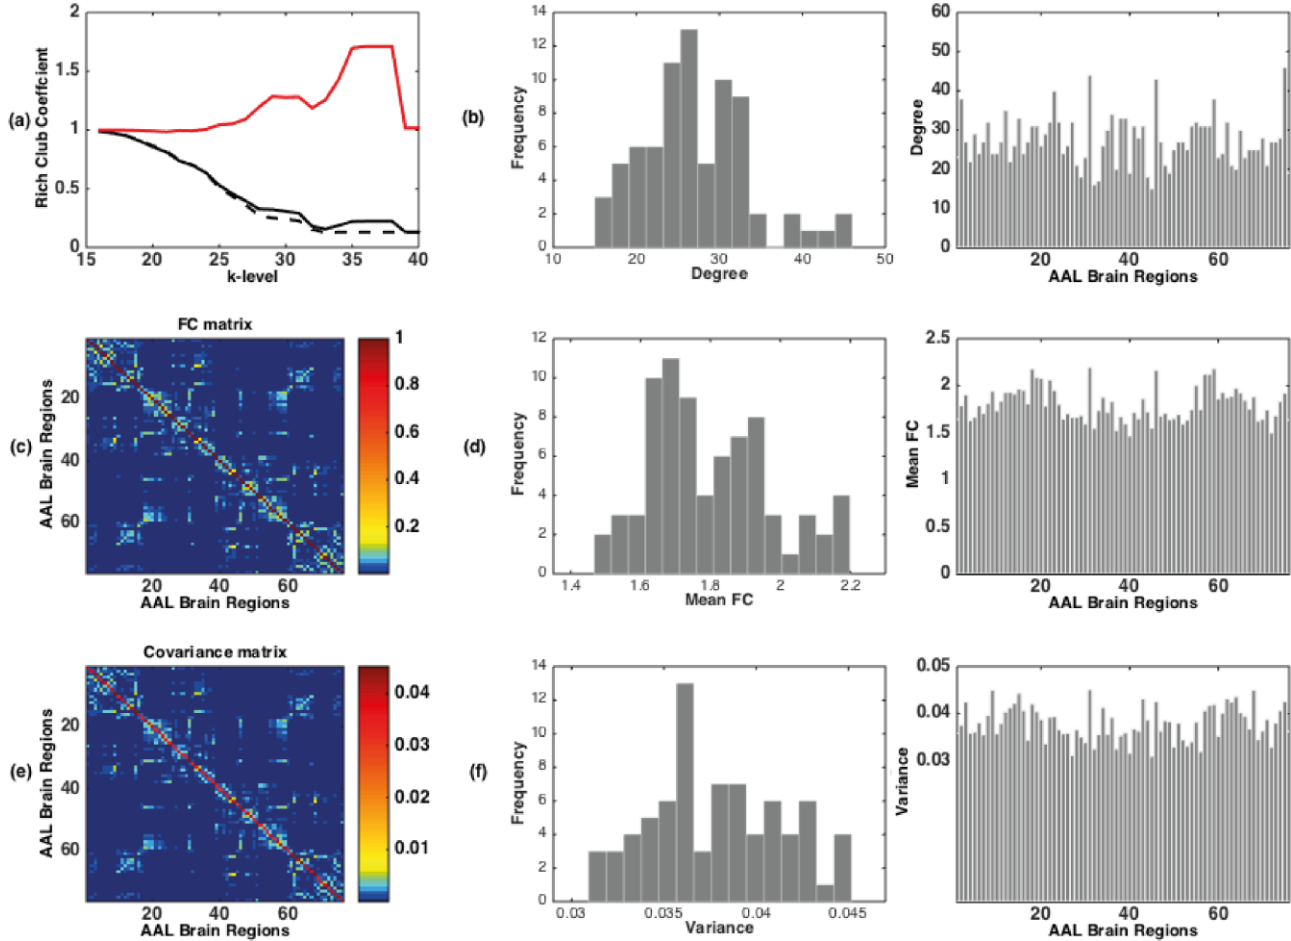 (a)
Rich Club Coeffcient
2
1.5
1
0.5
0
15 20 25 30 35 40
k-level
(b)
Frequency
14
12
10
8
6
4
2
0
10 20 30 40 50
Degree
Degree
60
50
40
30
20
10
0
20 40 60
AAL Brain Regions
(c)
FC matrix
AAL Brain Regions
20
40
60
20 40 60
AAL Brain Regions
1
0.8
0.6
0.4
0.2
(d)
Frequency
12
10
8
6
4
2
0
1.4 1.6 1.8 2 2.2
Mean FC
Mean FC
2.5
2
1.5
1
0.5
0
20 40 60
AAL Brain Regions
(e)
Covariance matrix
AAL Brain Regions
20
40
60
20 40 60
AAL Brain Regions
0.04
0.03
0.02
0.01
(f)
Frequency
14
12
10
8
6
4
2
0
0.03 0.035 0.04 0.045
Variance
Variance
0.05
0.04
0.03
20 40 60
AAL Brain Regions